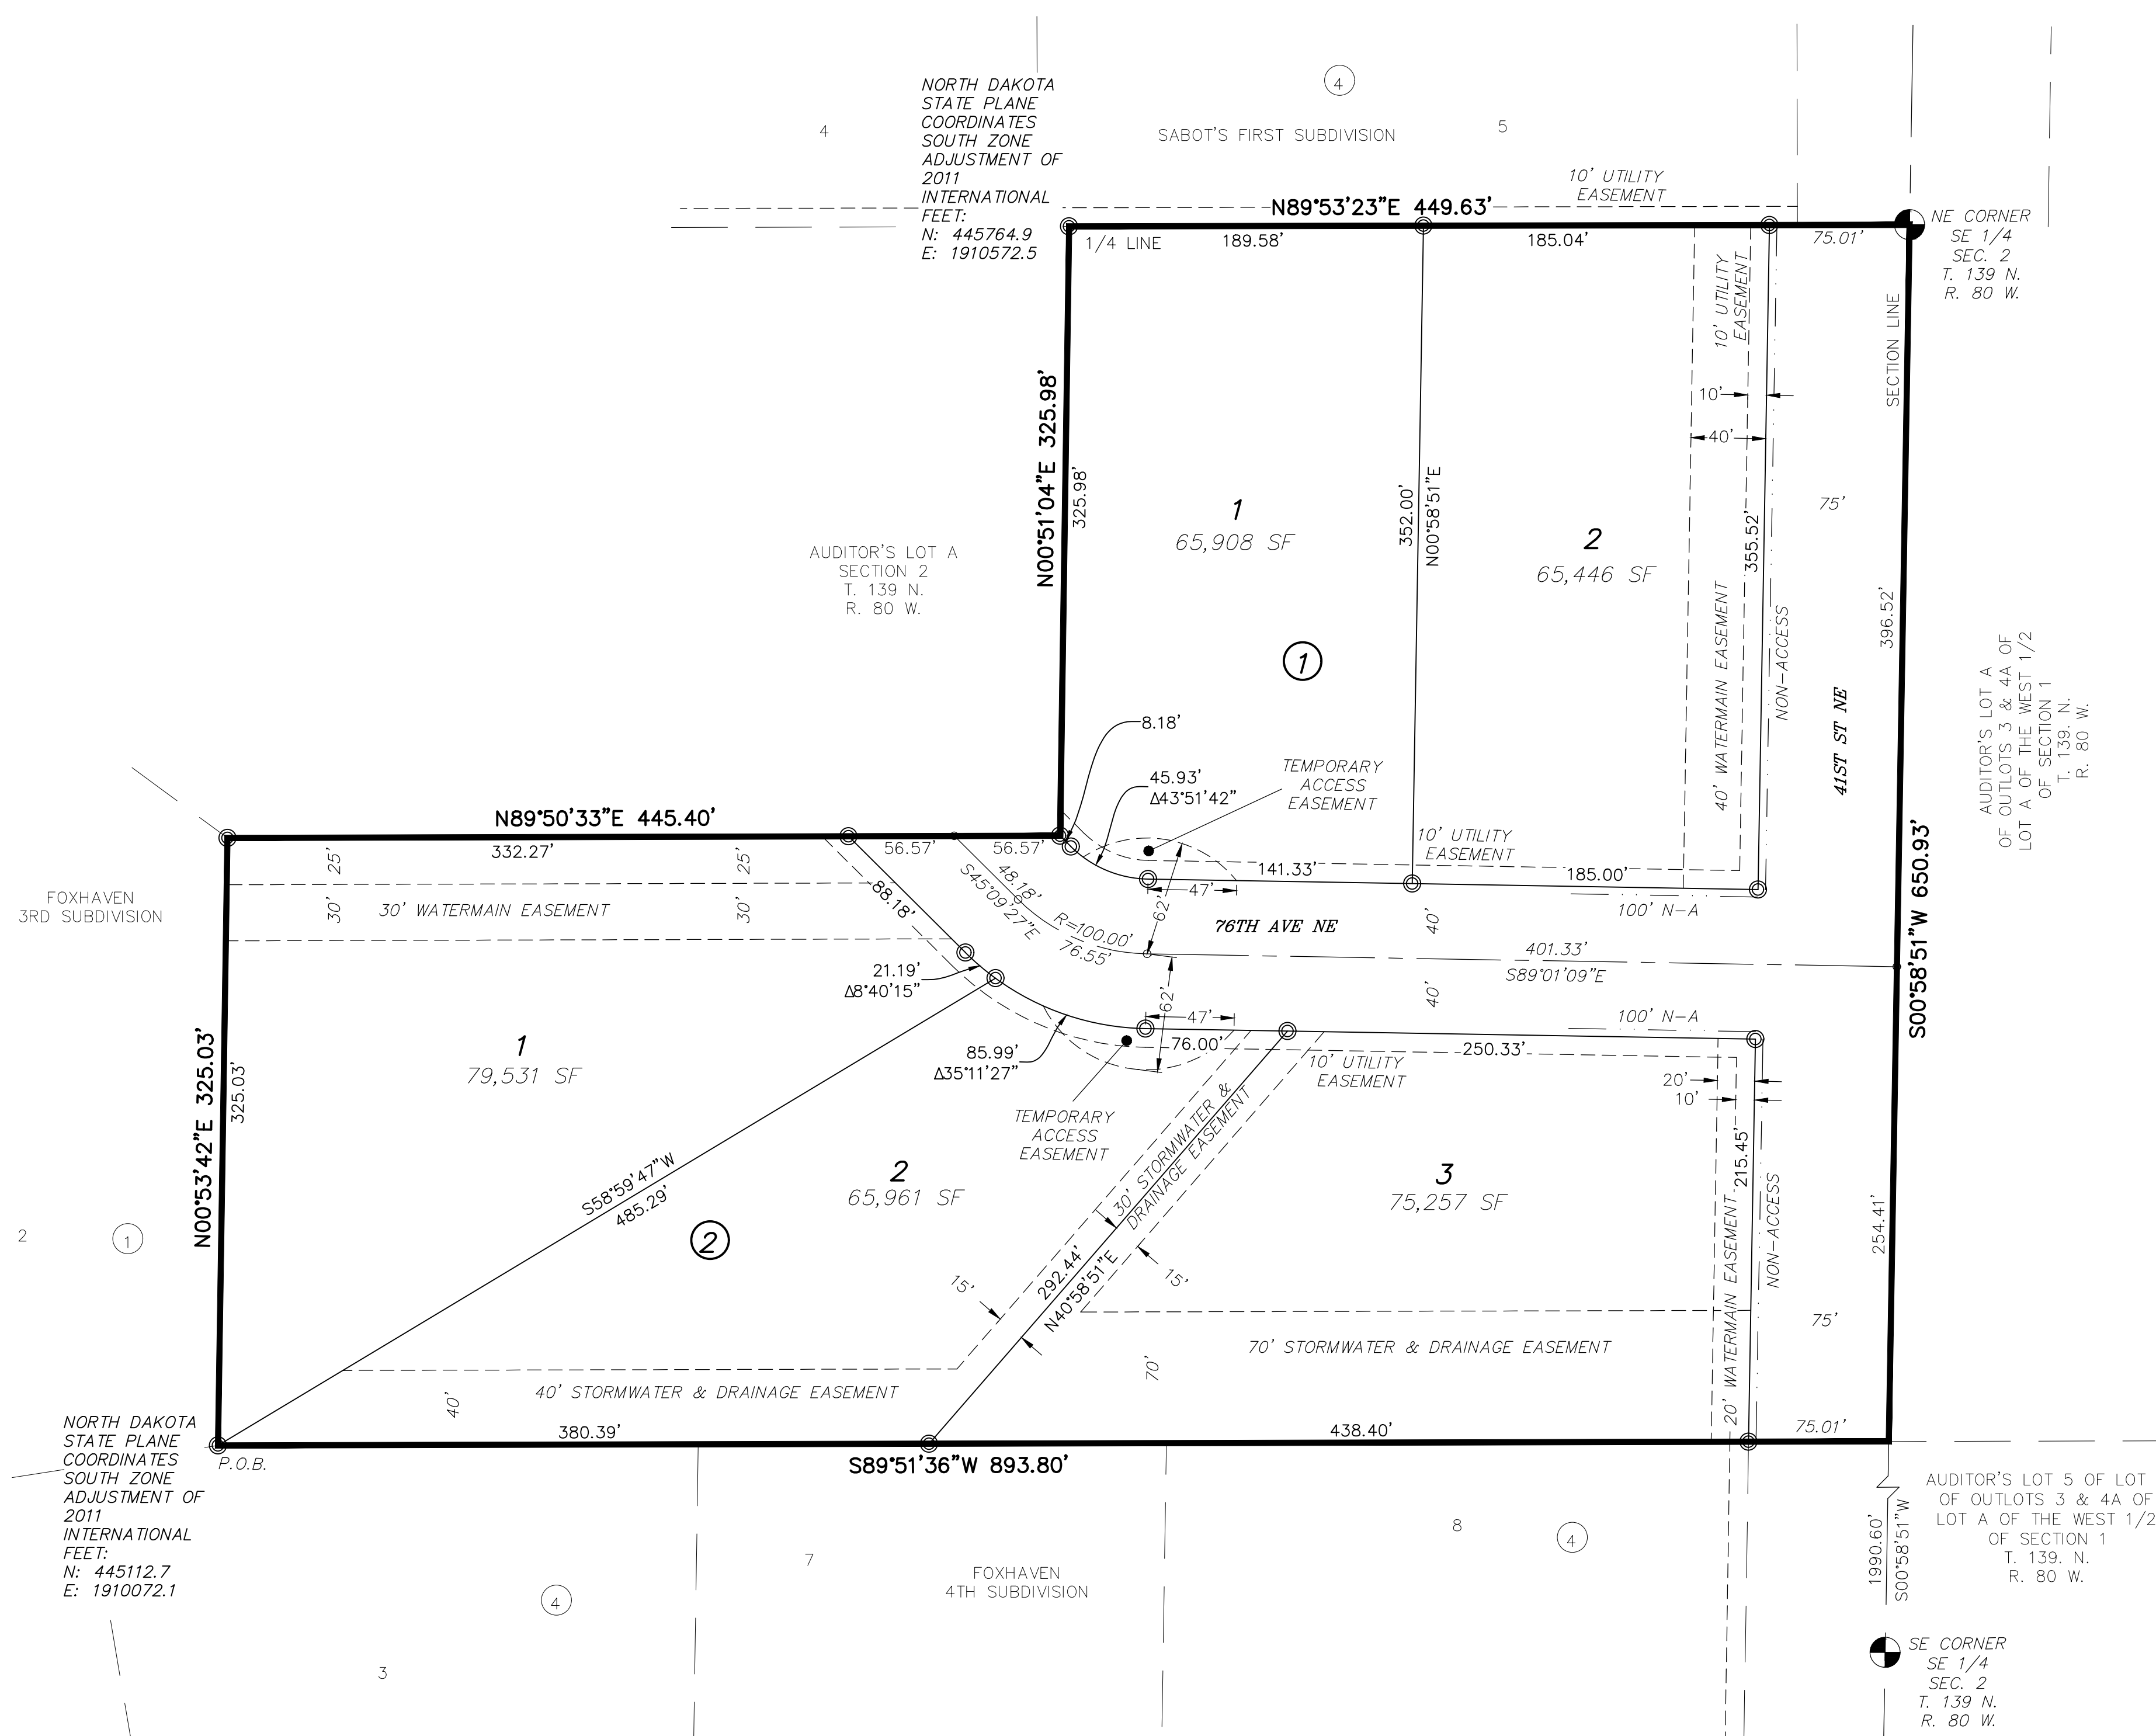 4
SABOT'S FIRST SUBDIVISION
4
5
NORTH DAKOTA
STATE PLANE
COORDINATES
SOUTH ZONE
ADJUSTMENT OF
2011
INTERNATIONAL
FEET:
N: 445764.9
E: 1910572.5
10' UTILITY
EASEMENT
N89°53'23"E 449.63'
1/4 LINE
189.58'
185.04'
75.01'
NE CORNER
SE 1/4
SEC. 2
T. 139 N.
R. 80 W.
10' UTILITY
EASEMENT
SECTION LINE
10'
40'
N00°51'04"E 325.98'
325.98'
1
65,908 SF
352.00'
N00°58'51"E
2
65,446 SF
355.52'
75'
40' WATERMAIN EASEMENT
NON-ACCESS
41ST ST NE
396.52'
AUDITOR'S LOT A
SECTION 2
T. 139 N.
R. 80 W.
1
AUDITOR'S LOT A
OF OUTLOTS 3 & 4A OF
LOT A OF THE WEST 1/2
OF SECTION 1
T. 139. N.
R. 80 W.
8.18'
45.93'
Δ43°51'42"
TEMPORARY
ACCESS
EASEMENT
10' UTILITY
EASEMENT
N89°50'33"E 445.40'
332.27'
56.57'
56.57'
25'
25'
30'
30'
30' WATERMAIN EASEMENT
FOXHAVEN
3RD SUBDIVISION
88.18'
48.18'
S45°09'27"E
R=100.00'
76.55'
141.33'
47'
62'
185.00'
100' N-A
76TH AVE NE
40'
401.33'
S89°01'09"E
40'
S00°58'51"W 650.93'
21.19'
Δ8°40'15"
62'
47'
76.00'
100' N-A
250.33'
85.99'
Δ35°11'27"
10' UTILITY
EASEMENT
20'
10'
TEMPORARY
ACCESS
EASEMENT
N00°53'42"E 325.03'
325.03'
1
79,531 SF
S58°59'47"W
485.29'
2
65,961 SF
30' STORMWATER &
DRAINAGE EASEMENT
3
75,257 SF
215.45'
20' WATERMAIN EASEMENT
NON-ACCESS
254.41'
75'
2
1
2
15'
15'
292.44'
N40°58'51"E
70' STORMWATER & DRAINAGE EASEMENT
70'
40' STORMWATER & DRAINAGE EASEMENT
40'
380.39'
438.40'
75.01'
P.O.B.
S89°51'36"W 893.80'
NORTH DAKOTA
STATE PLANE
COORDINATES
SOUTH ZONE
ADJUSTMENT OF
2011
INTERNATIONAL
FEET:
N: 445112.7
E: 1910072.1
7
8
4
4
3
FOXHAVEN
4TH SUBDIVISION
1990.60'
S00°58'51"W
AUDITOR'S LOT 5 OF LOT
OF OUTLOTS 3 & 4A OF
LOT A OF THE WEST 1/2
OF SECTION 1
T. 139. N.
R. 80 W.
SE CORNER
SE 1/4
SEC. 2
T. 139 N.
R. 80 W.